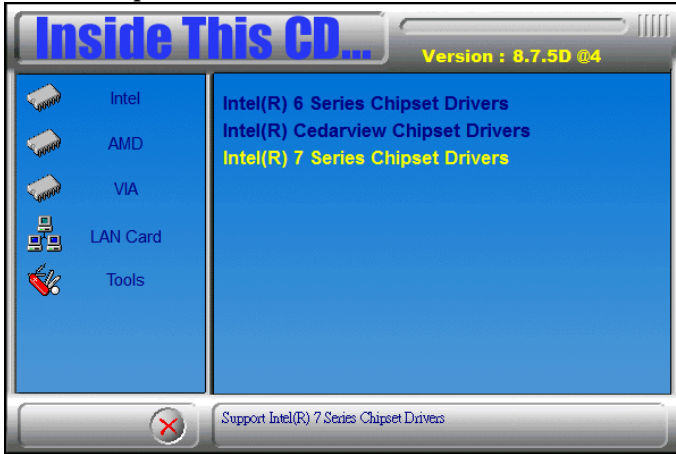 Inside This CD...
Version : 8.7.5D @4
Intel
AMD
VIA
LAN Card
Tools
Intel(R) 6 Series Chipset Drivers
Intel(R) Cedarview Chipset Drivers
Intel(R) 7 Series Chipset Drivers
Support Intel(R) 7 Series Chipset Drivers